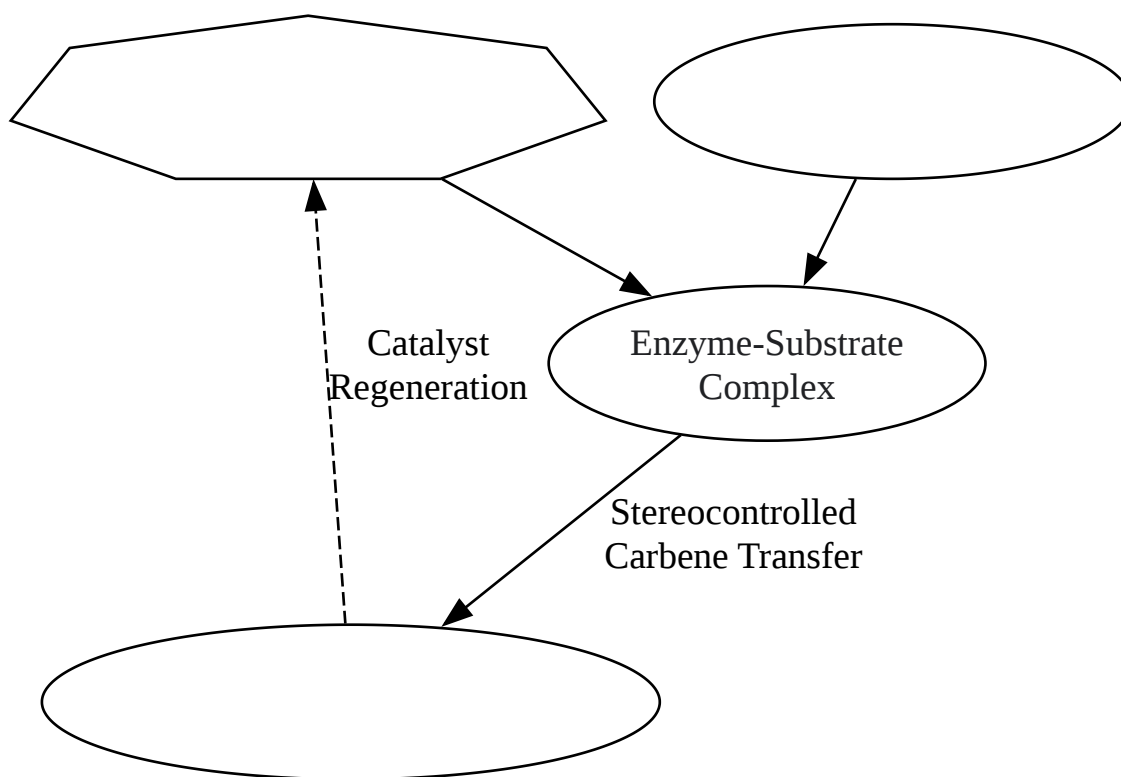 Catalyst
Regeneration
Enzyme-Substrate
Complex
Stereocontrolled
Carbene Transfer